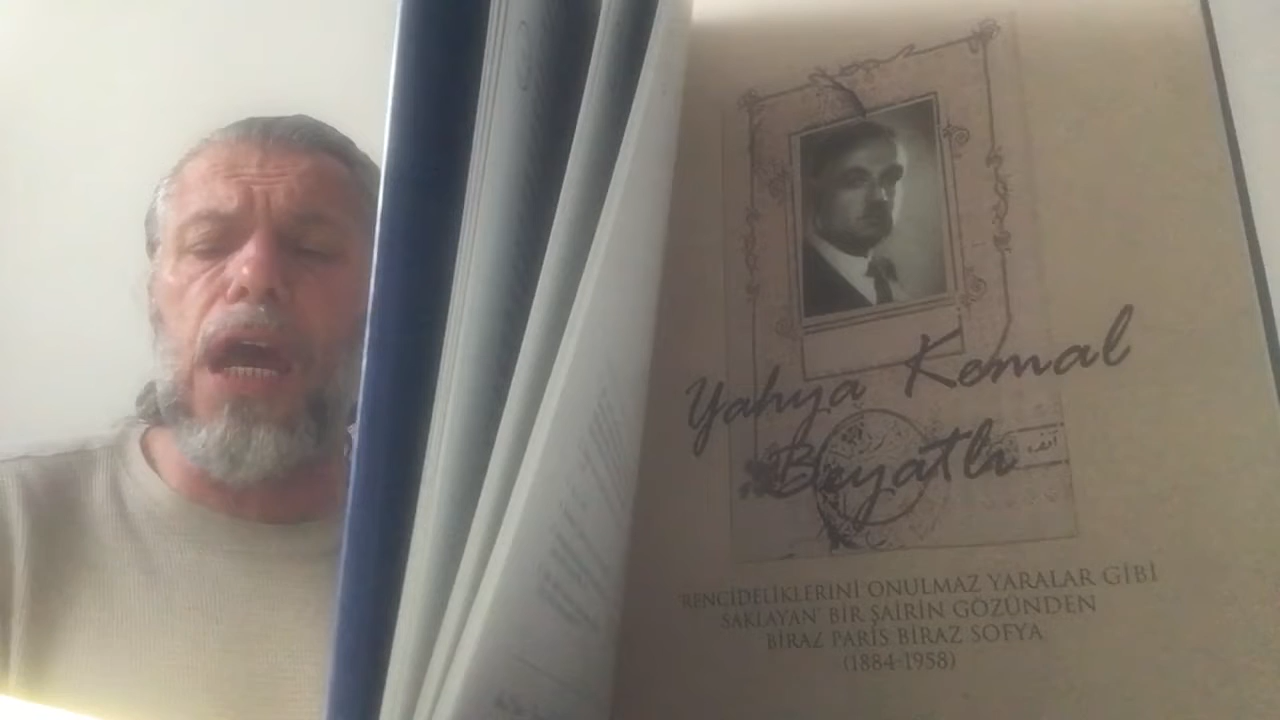 Yahya Kemal
Beyatlı
'RENCİDELİKLERİNİ ONULMAZ YARALAR GİBİ
SAKLAYAN' BİR ŞAİRİN GÖZÜNDEN
BİRAZ PARİS BİRAZ SOFYA
(1884-1958)